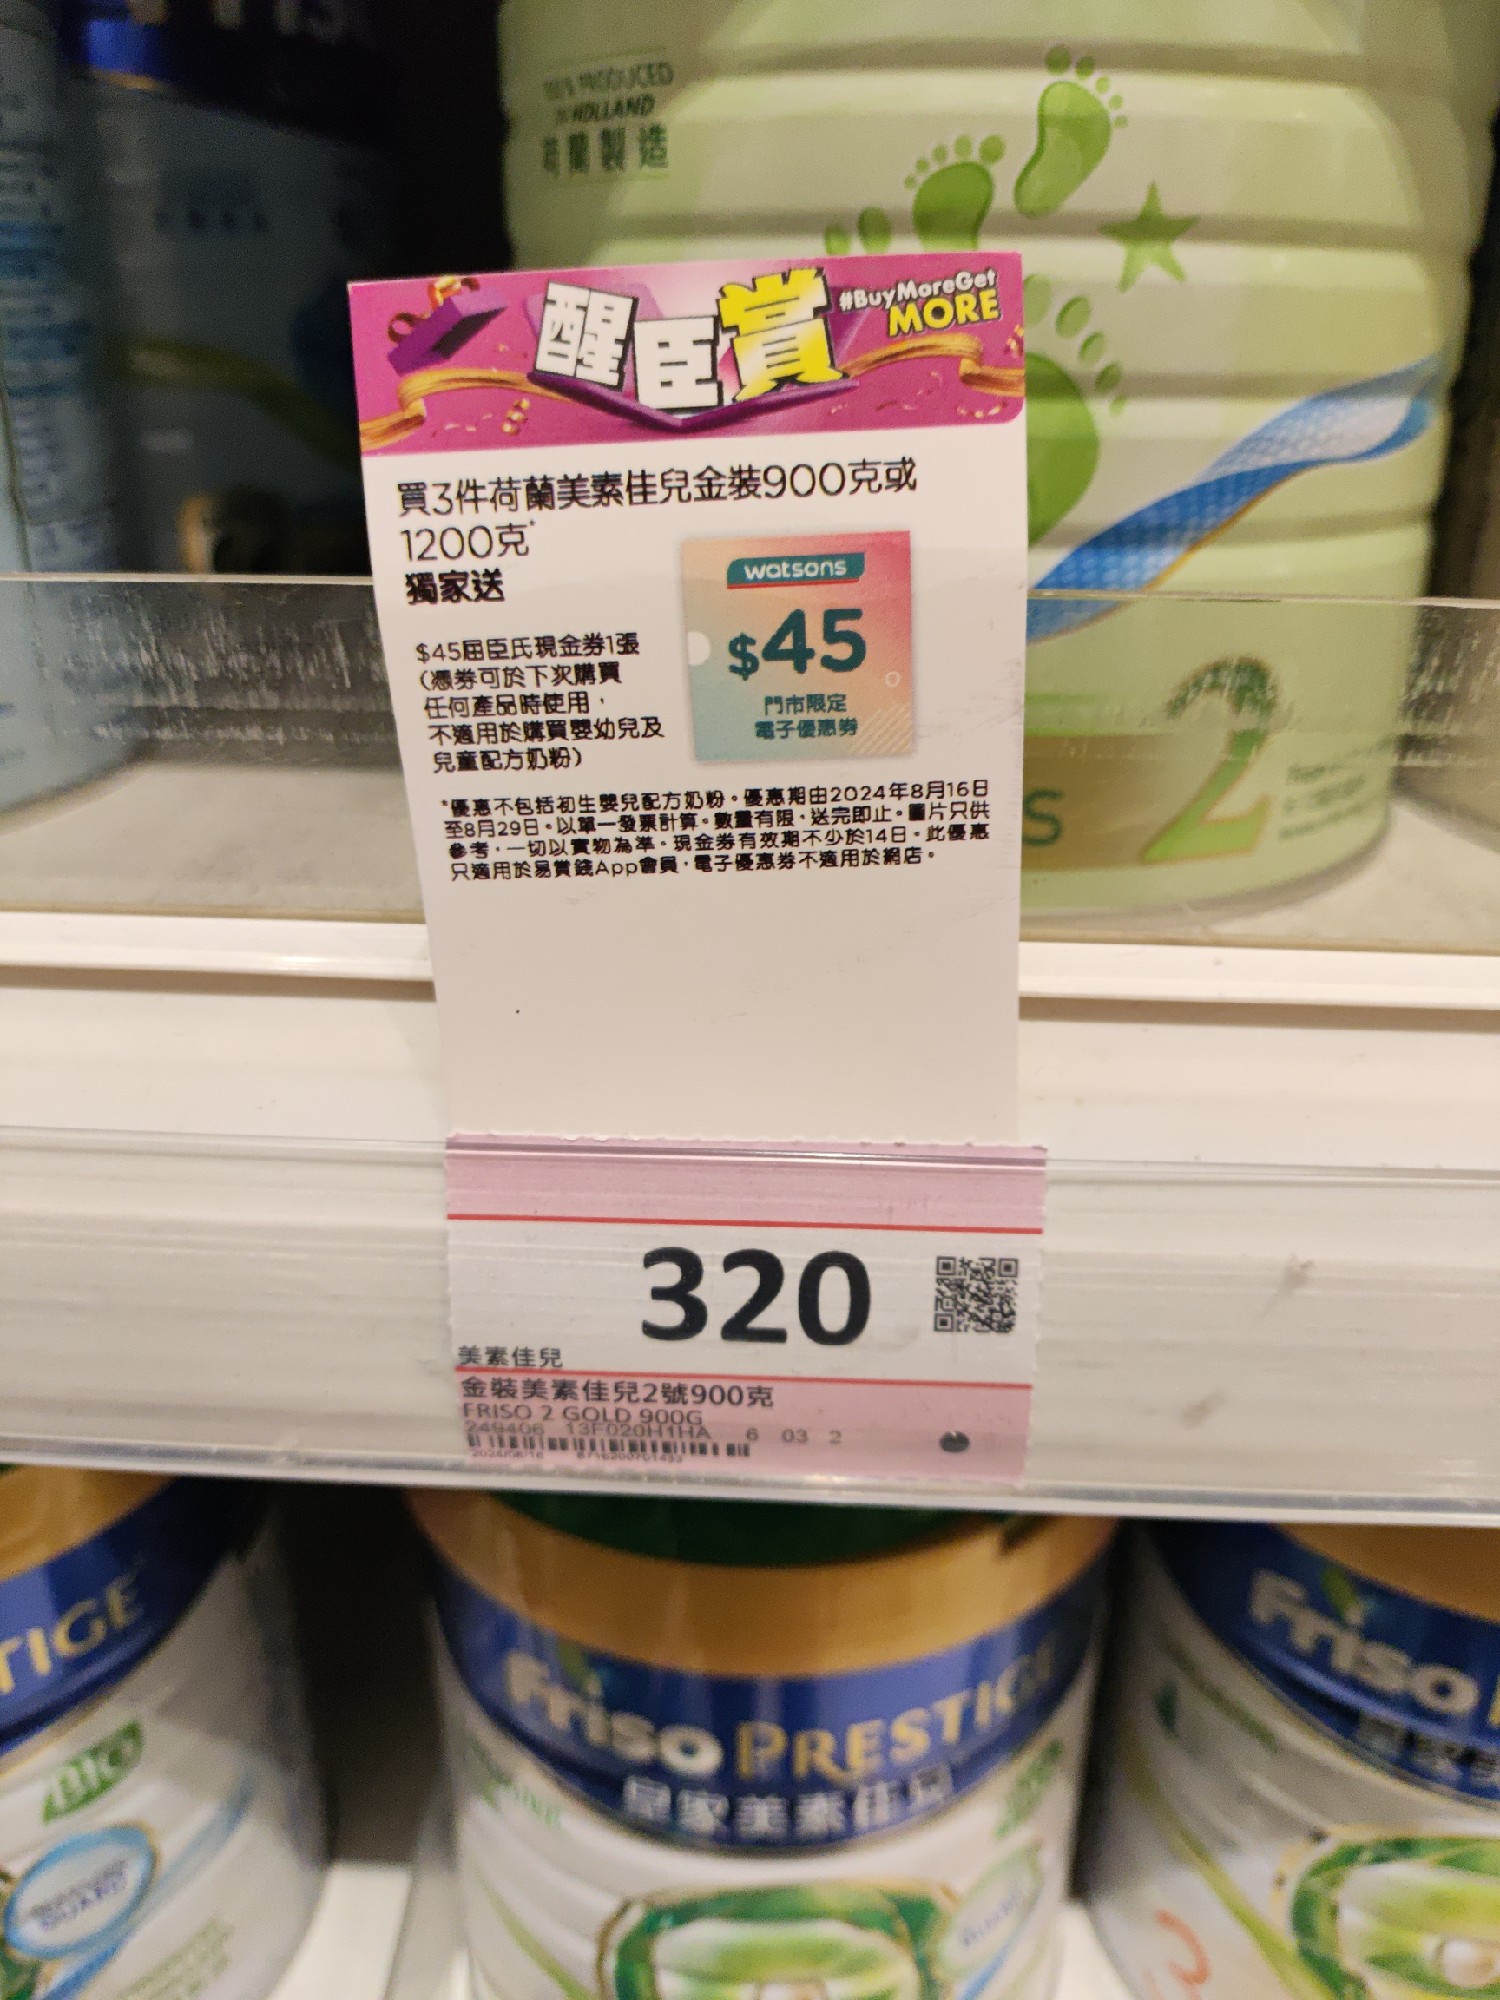 100% PRODUCED
IN HOLLAND
荷蘭製造
醒臣賞
#BuyMoreGet
MORE
買3件荷蘭美素佳兒金裝900克或
1200克*
獨家送
$45屈臣氏現金券1張
(憑券可於下次購買
任何產品時使用,
不適用於購買嬰幼兒及
兒童配方奶粉)
watsons
$45
門市限定
電子優惠券
*優惠不包括初生嬰兒配方奶粉。優惠期由2024年8月16日
至8月29日。以單一發票計算。數量有限,送完即止。圖片只供
參考,一切以實物為準。現金券有效期不少於14日。此優惠
只適用於易賞錢App會員,電子優惠券不適用於網店。
S
2
320
美素佳兒
金裝美素佳兒2號900克
FRISO 2 GOLD 900G
249406 13F020H1HA 6 03 2
TIGE
BIO
GUARD
Friso PRESTIGE
皇家美素佳兒
Friso